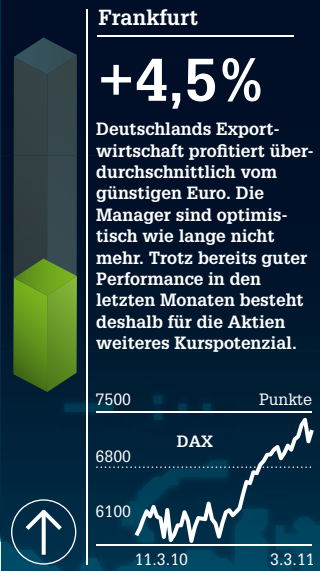 Frankfurt
+4,5%
Deutschlands Export-
wirtschaft profitiert über-
durchschnittlich vom
günstigen Euro. Die
Manager sind optimis-
tisch wie lange nicht
mehr. Trotz bereits guter
Performance in den
letzten Monaten besteht
deshalb für die Aktien
weiteres Kurspotenzial.
7500 Punkte
DAX
6800
6100
11.3.10 3.3.11